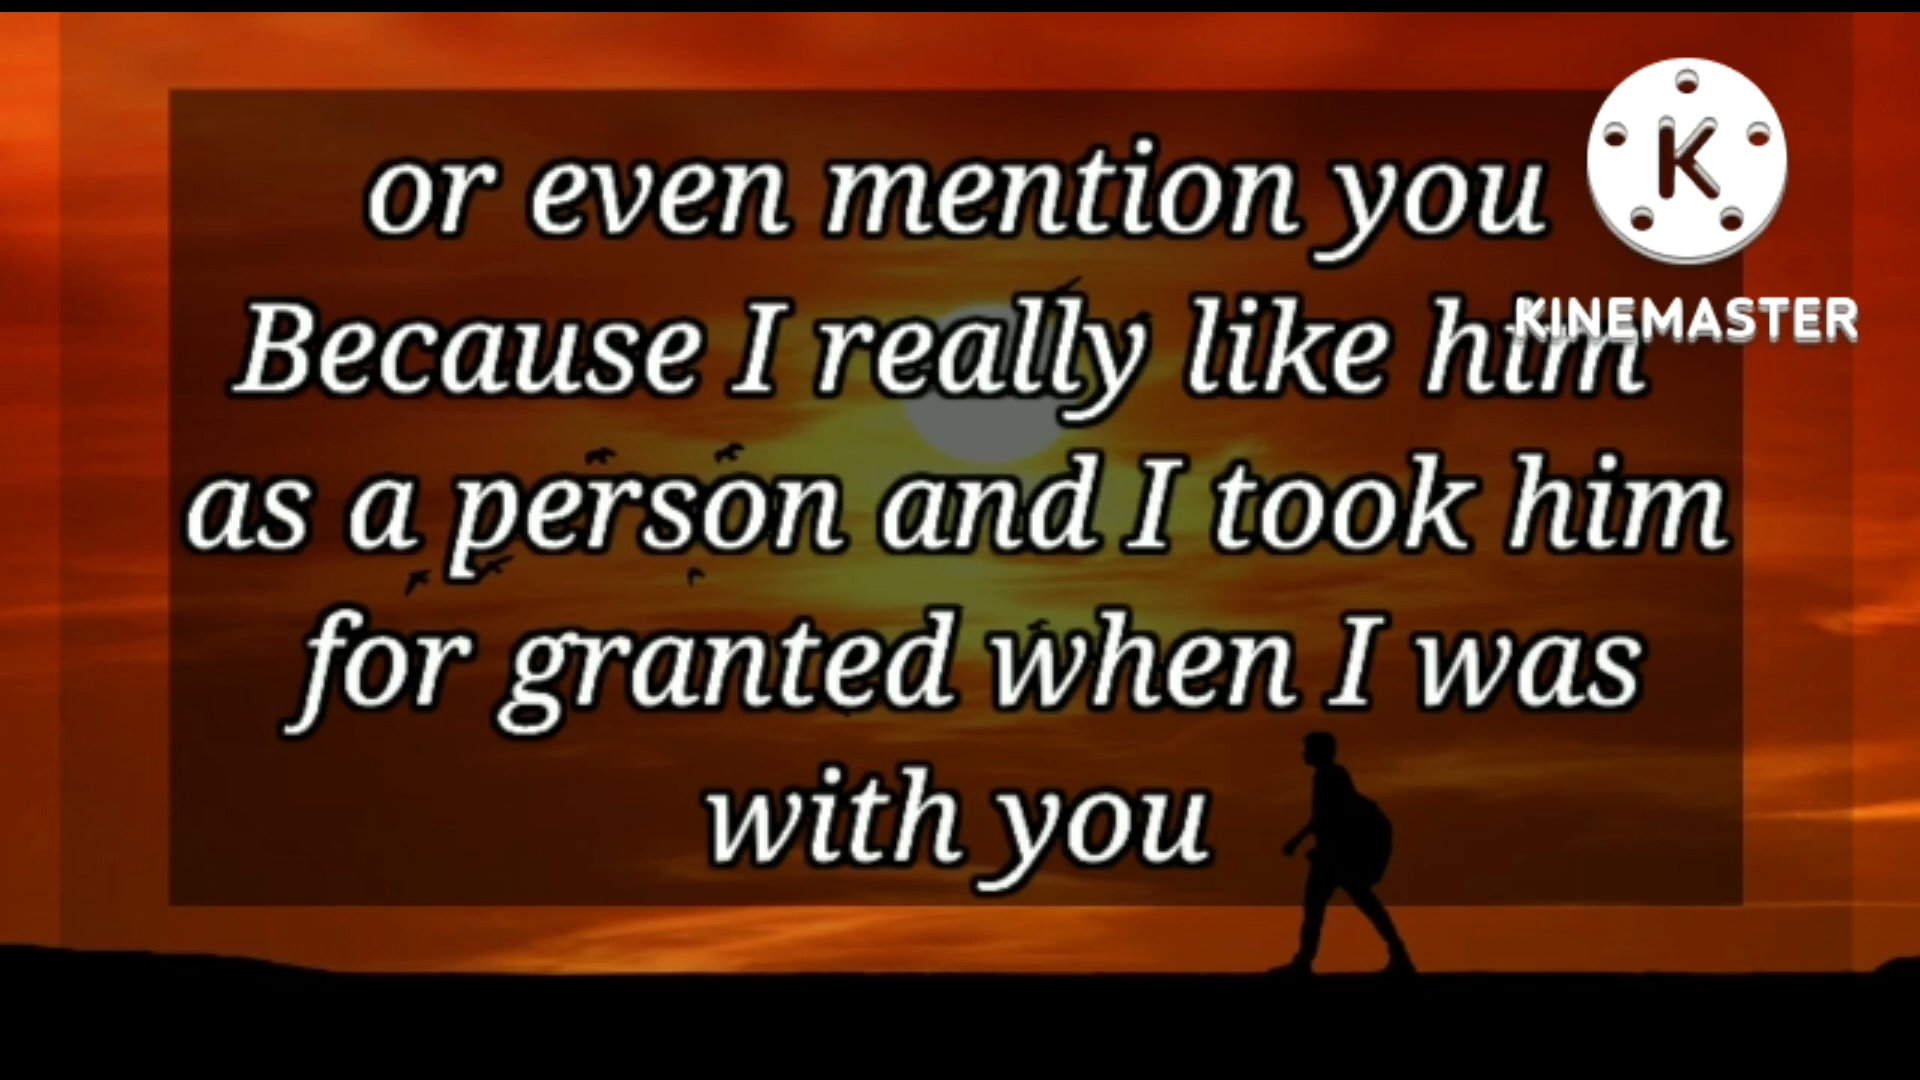 or even mention you
Because I really like him
as a person and I took him
for granted when I was
with you
K
KINEMASTER